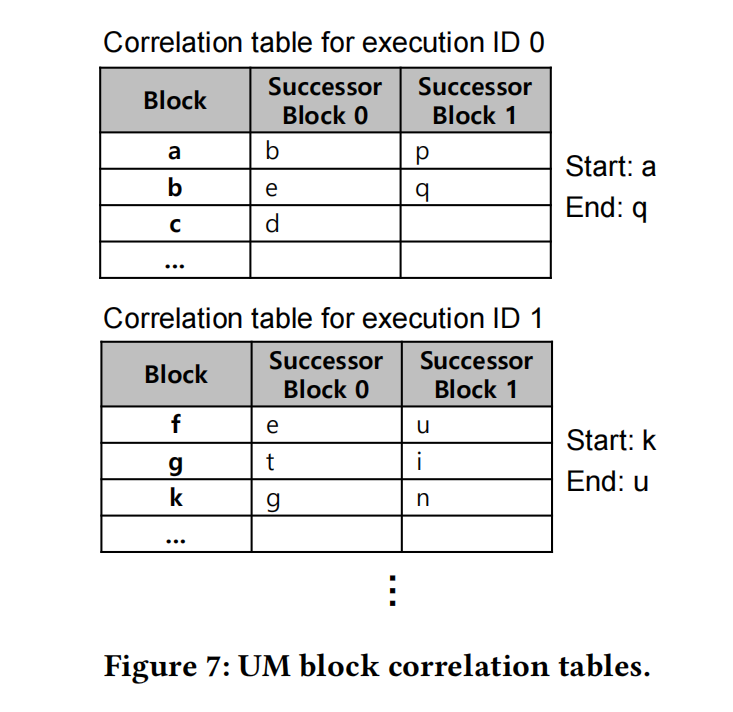 Correlation table for execution ID 0
Block Successor Block 0 Successor Block 1
a b p
b e q
c d
...
Start: a
End: q
Correlation table for execution ID 1
Block Successor Block 0 Successor Block 1
f e u
g t i
k g n
...
Start: k
End: u
⋮
Figure 7: UM block correlation tables.